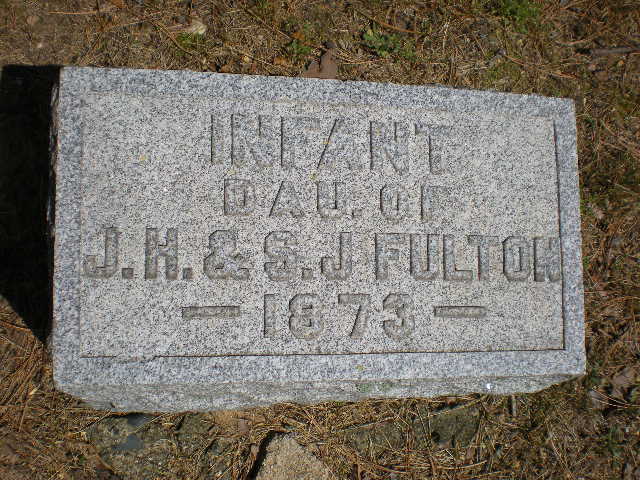 INFANT
DAU. OF
J. H. & S. J FULTON
— 1873 —